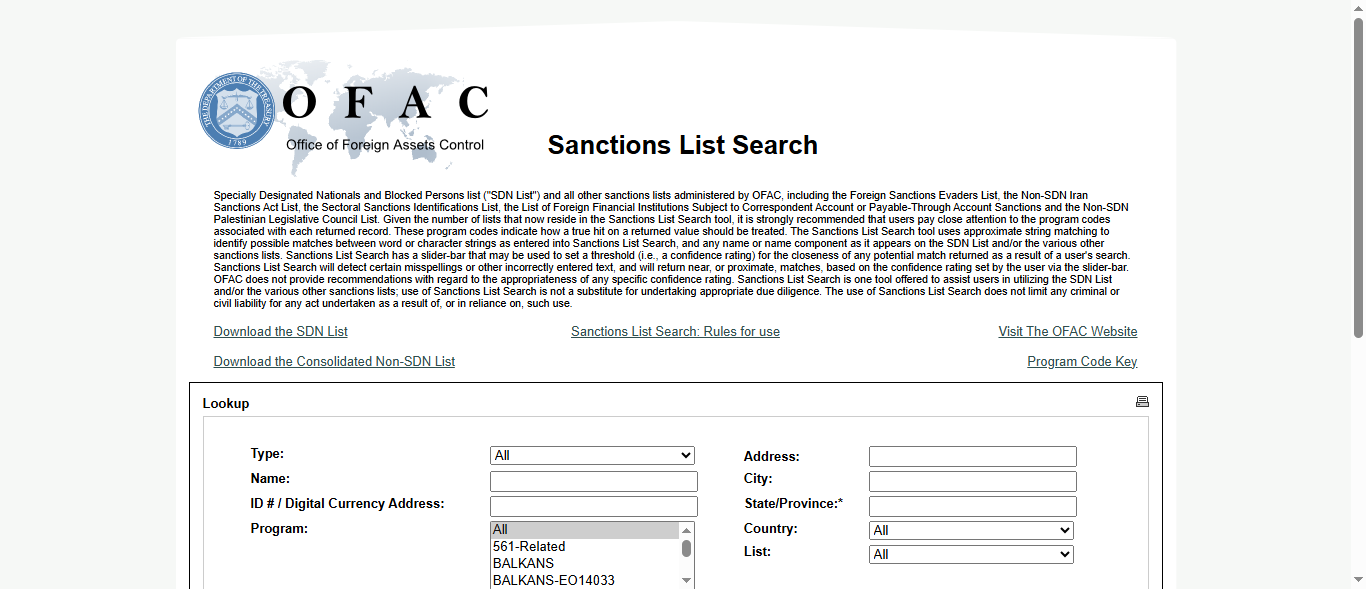 THE DEPARTMENT OF THE TREASURY
1789
OFAC
Office of Foreign Assets Control
Sanctions List Search
Specially Designated Nationals and Blocked Persons list ("SDN List") and all other sanctions lists administered by OFAC, including the Foreign Sanctions Evaders List, the Non-SDN Iran
Sanctions Act List, the Sectoral Sanctions Identifications List, the List of Foreign Financial Institutions Subject to Correspondent Account or Payable-Through Account Sanctions and the Non-SDN
Palestinian Legislative Council List. Given the number of lists that now reside in the Sanctions List Search tool, it is strongly recommended that users pay close attention to the program codes
associated with each returned record. These program codes indicate how a true hit on a returned value should be treated. The Sanctions List Search tool uses approximate string matching to
identify possible matches between word or character strings as entered into Sanctions List Search, and any name or name component as it appears on the SDN List and/or the various other
sanctions lists. Sanctions List Search has a slider-bar that may be used to set a threshold (i.e., a confidence rating) for the closeness of any potential match returned as a result of a user's search.
Sanctions List Search will detect certain misspellings or other incorrectly entered text, and will return near, or proximate, matches, based on the confidence rating set by the user via the slider-bar.
OFAC does not provide recommendations with regard to the appropriateness of any specific confidence rating. Sanctions List Search is one tool offered to assist users in utilizing the SDN List
and/or the various other sanctions lists; use of Sanctions List Search is not a substitute for undertaking appropriate due diligence. The use of Sanctions List Search does not limit any criminal or
civil liability for any act undertaken as a result of, or in reliance on, such use.
Download the SDN List
Sanctions List Search: Rules for use
Visit The OFAC Website
Download the Consolidated Non-SDN List
Program Code Key
Lookup
Type:
All
Address:
Name:
City:
ID # / Digital Currency Address:
State/Province:*
Program:
All
561-Related
BALKANS
BALKANS-EO14033
Country:
All
List:
All